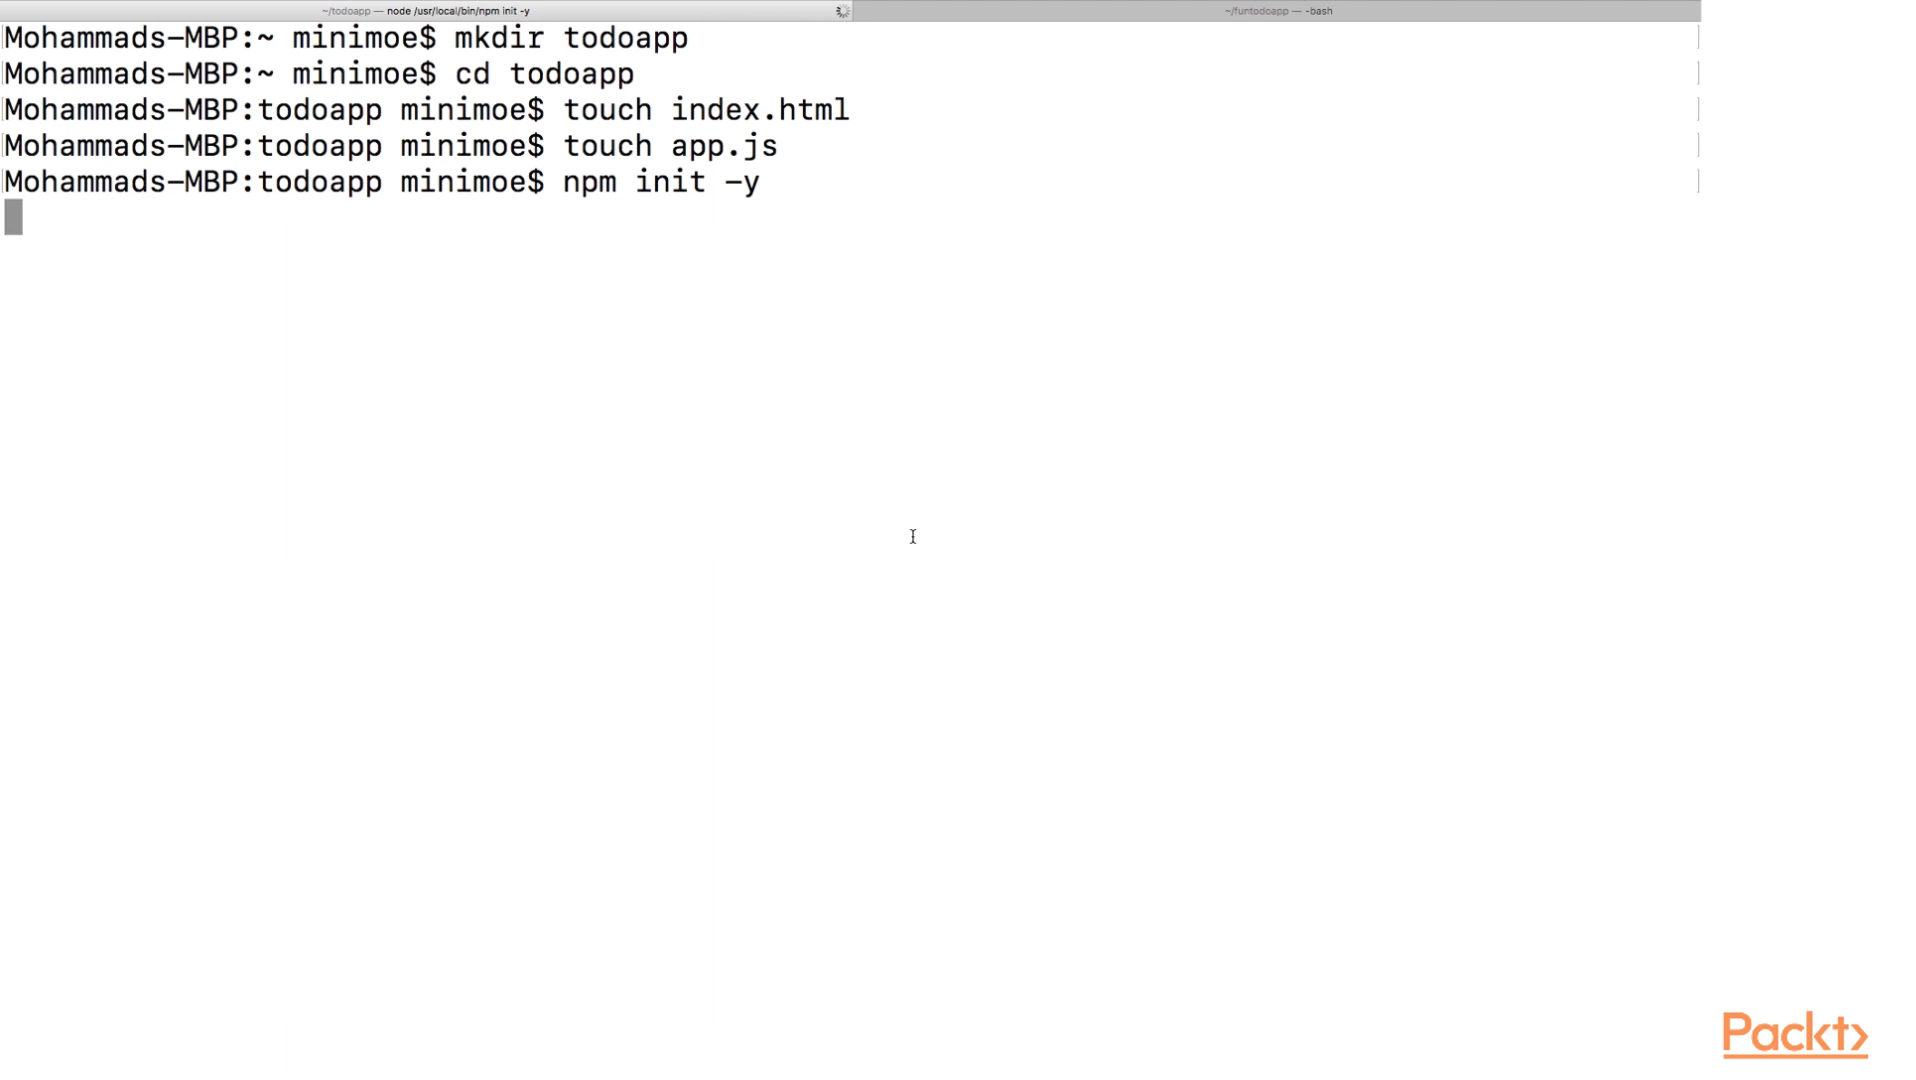 ~/todoapp — node /usr/local/bin/npm init -y
~/funtodoapp — -bash
Mohammads-MBP:~ minimoe$ mkdir todoapp
Mohammads-MBP:~ minimoe$ cd todoapp
Mohammads-MBP:todoapp minimoe$ touch index.html
Mohammads-MBP:todoapp minimoe$ touch app.js
Mohammads-MBP:todoapp minimoe$ npm init -y
Packt>